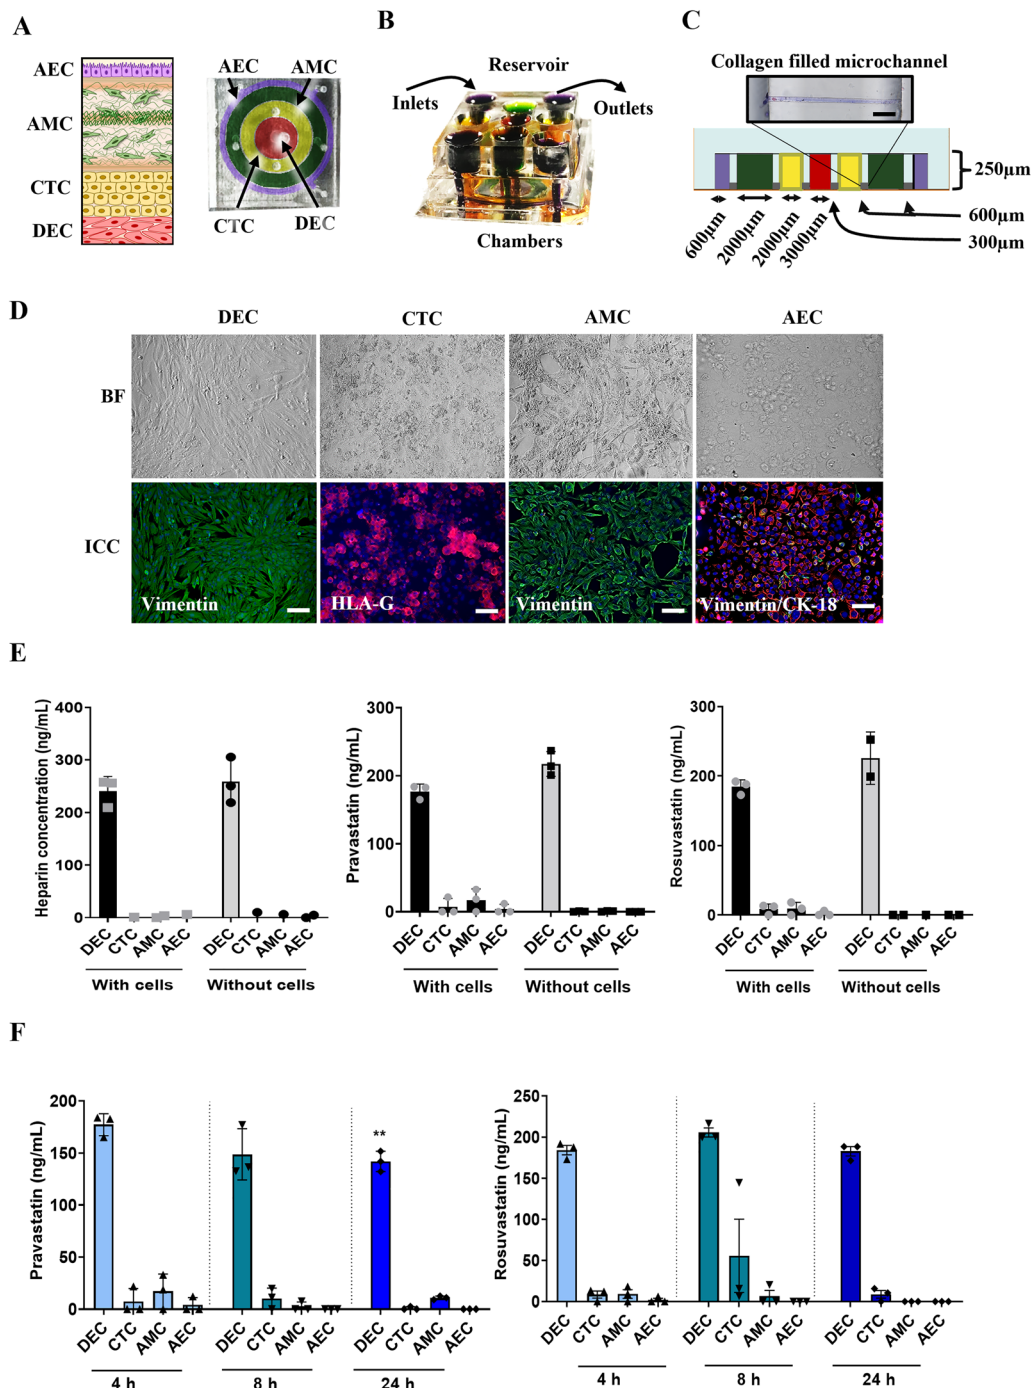 A
AEC
AMC
CTC
DEC
AEC
AMC
CTC
DEC
B
Reservoir
Inlets
Outlets
Chambers
C
Collagen filled microchannel
250µm
600µm
300µm
600µm
2000µm
2000µm
3000µm
D
DEC
CTC
AMC
AEC
BF
ICC
Vimentin
HLA-G
Vimentin
Vimentin/CK-18
E
Heparin concentration (ng/mL)
400
300
200
100
0
DEC
CTC
AMC
AEC
DEC
CTC
AMC
AEC
With cells
Without cells
Pravastatin (ng/mL)
300
200
100
0
DEC
CTC
AMC
AEC
DEC
CTC
AMC
AEC
With cells
Without cells
Rosuvastatin (ng/mL)
300
200
100
0
DEC
CTC
AMC
AEC
DEC
CTC
AMC
AEC
With cells
Without cells
F
Pravastatin (ng/mL)
200
150
100
50
0
**
DEC
CTC
AMC
AEC
DEC
CTC
AMC
AEC
DEC
CTC
AMC
AEC
4 h
8 h
24 h
Rosuvastatin (ng/mL)
250
200
150
100
50
0
DEC
CTC
AMC
AEC
DEC
CTC
AMC
AEC
DEC
CTC
AMC
AEC
4 h
8 h
24 h